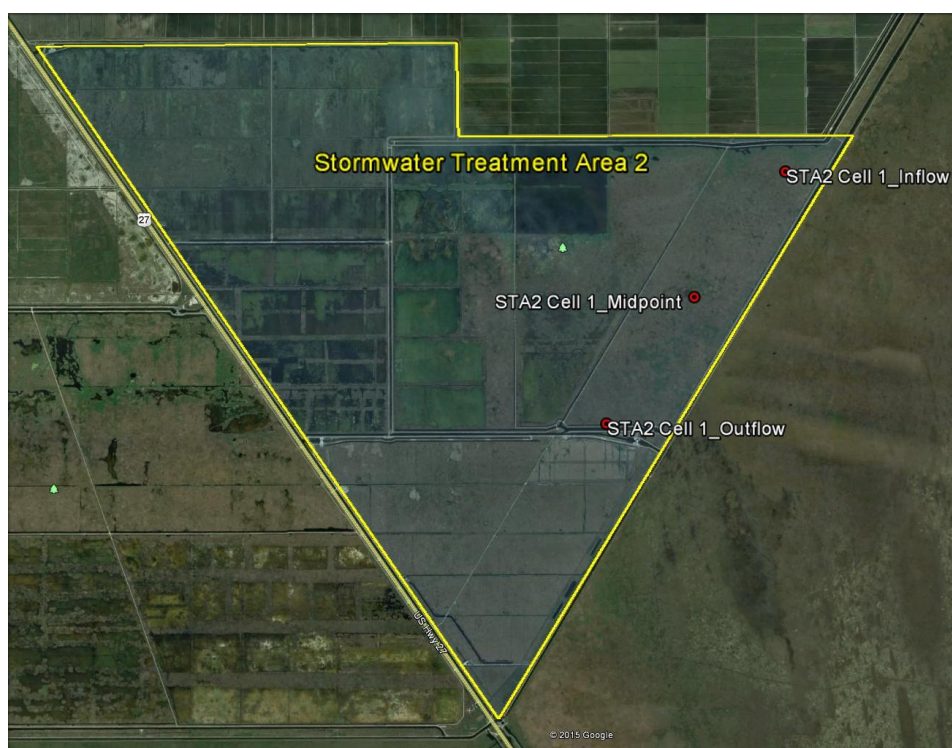 Stormwater Treatment Area 2
STA2 Cell 1_Inflow
27
STA2 Cell 1_Midpoint
STA2 Cell 1_Outflow
US Hwy 27
© 2015 Google